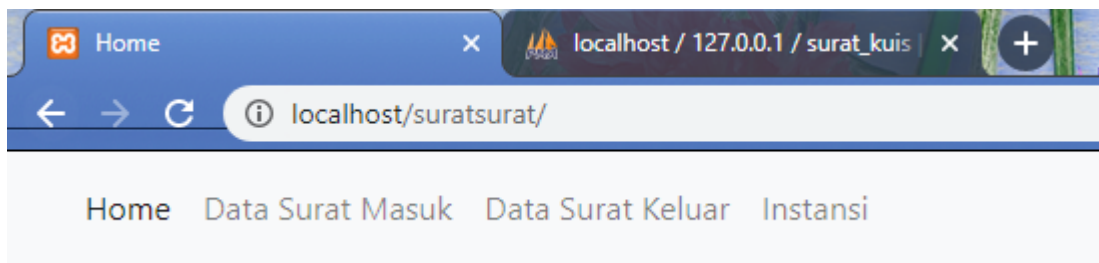 Home
localhost / 127.0.0.1 / surat_kuis |
localhost/suratsurat/
Home Data Surat Masuk Data Surat Keluar Instansi